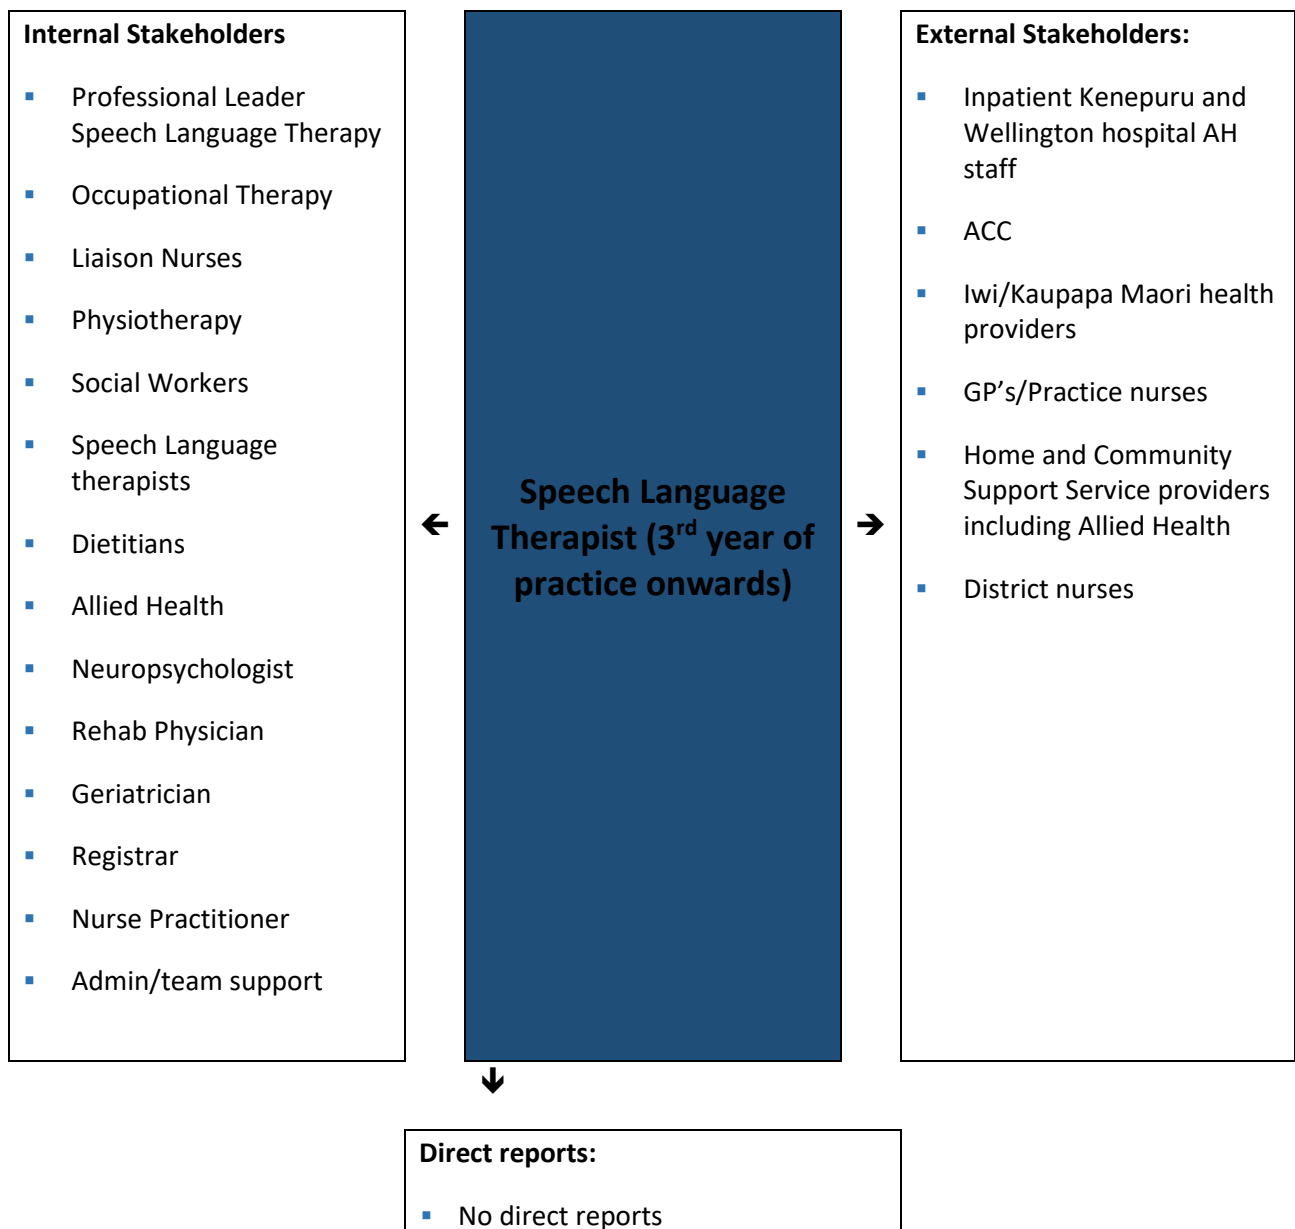 Internal Stakeholders
▪ Professional Leader
Speech Language Therapy
▪ Occupational Therapy
▪ Liaison Nurses
▪ Physiotherapy
▪ Social Workers
▪ Speech Language
therapists
▪ Dietitians
▪ Allied Health
▪ Neuropsychologist
▪ Rehab Physician
▪ Geriatrician
▪ Registrar
▪ Nurse Practitioner
▪ Admin/team support
🡰
Speech Language
Therapist (3rd year of
practice onwards)
🡲
External Stakeholders:
▪ Inpatient Kenepuru and
Wellington hospital AH
staff
▪ ACC
▪ Iwi/Kaupapa Maori health
providers
▪ GP’s/Practice nurses
▪ Home and Community
Support Service providers
including Allied Health
▪ District nurses
🡳
Direct reports:
▪ No direct reports